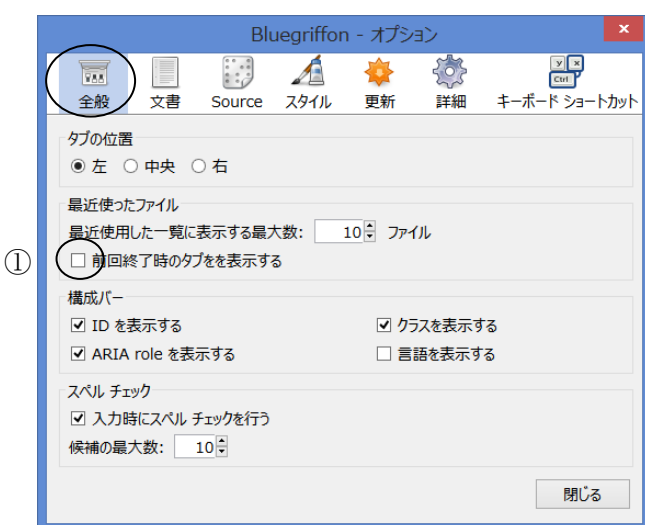 Bluegriffon - オプション
×
全般 文書 Source スタイル 更新 詳細 キーボード ショートカット
タブの位置
左 中央 右
最近使ったファイル
最近使用した一覧に表示する最大数: 10 ファイル
① 前回終了時のタブをを表示する
構成バー
ID を表示する クラスを表示する
ARIA role を表示する 言語を表示する
スペル チェック
入力時にスペル チェックを行う
候補の最大数: 10
閉じる